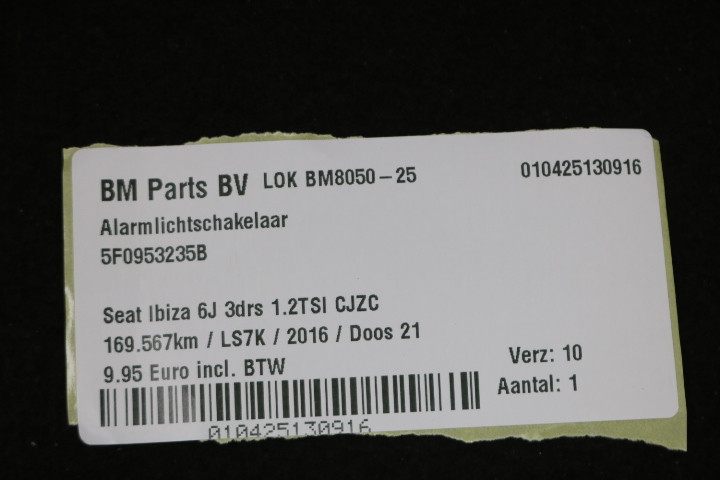 BM Parts BV LOK BM8050-25 010425130916
Alarmlichtschakelaar
5F0953235B
Seat Ibiza 6J 3drs 1.2TSI CJZC
169.567km / LS7K / 2016 / Doos 21
9.95 Euro incl. BTW
Verz: 10
Aantal: 1
010425130916